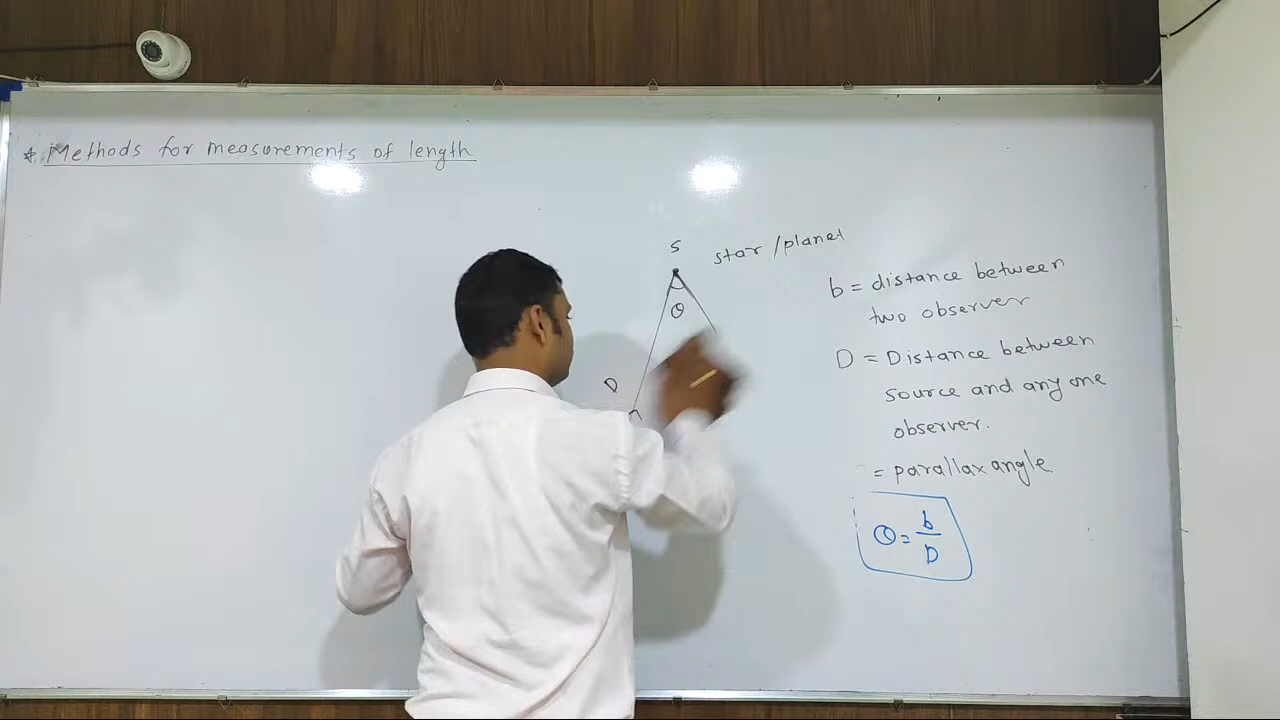 * Methods for measurements of length
S
star/planet
θ
D
b = distance between
two observer
D = Distance between
source and any one
observer.
= parallax angle
θ = b/D